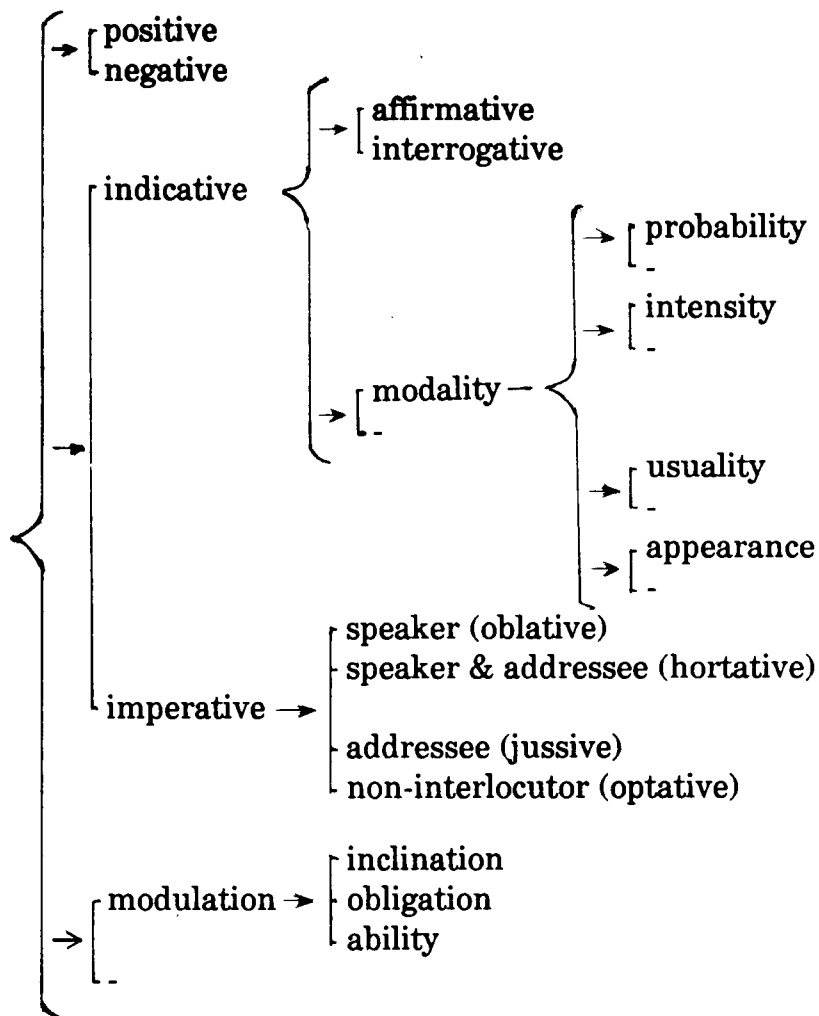 positive
negative
affirmative
interrogative
indicative
probability
-
intensity
-
modality
-
usuality
-
appearance
-
speaker (oblative)
speaker & addressee (hortative)
imperative
addressee (jussive)
non-interlocutor (optative)
inclination
modulation
obligation
ability
-